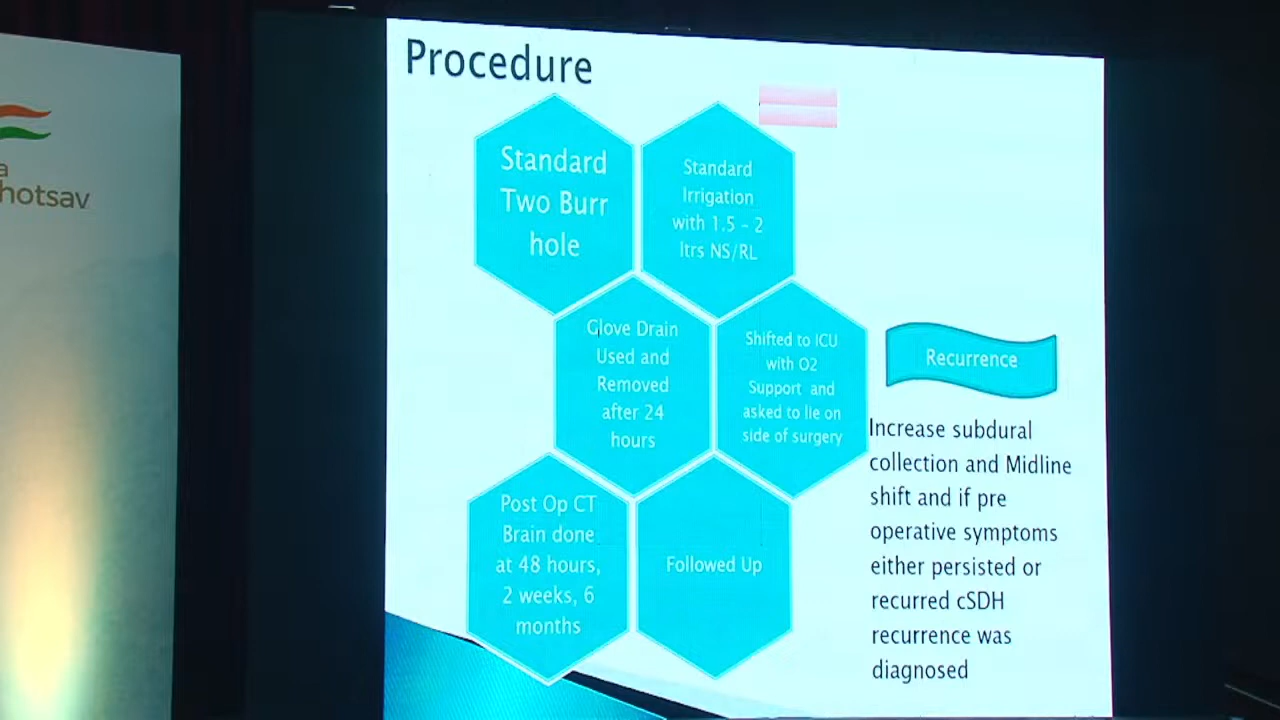 a
hotsav
Procedure
Standard
Two Burr
hole
Standard
Irrigation
with 1.5 – 2
ltrs NS/RL
Glove Drain
Used and
Removed
after 24
hours
Shifted to ICU
with O2
Support and
asked to lie on
side of surgery
Post Op CT
Brain done
at 48 hours,
2 weeks, 6
months
Followed Up
Recurrence
Increase subdural
collection and Midline
shift and if pre
operative symptoms
either persisted or
recurred cSDH
recurrence was
diagnosed